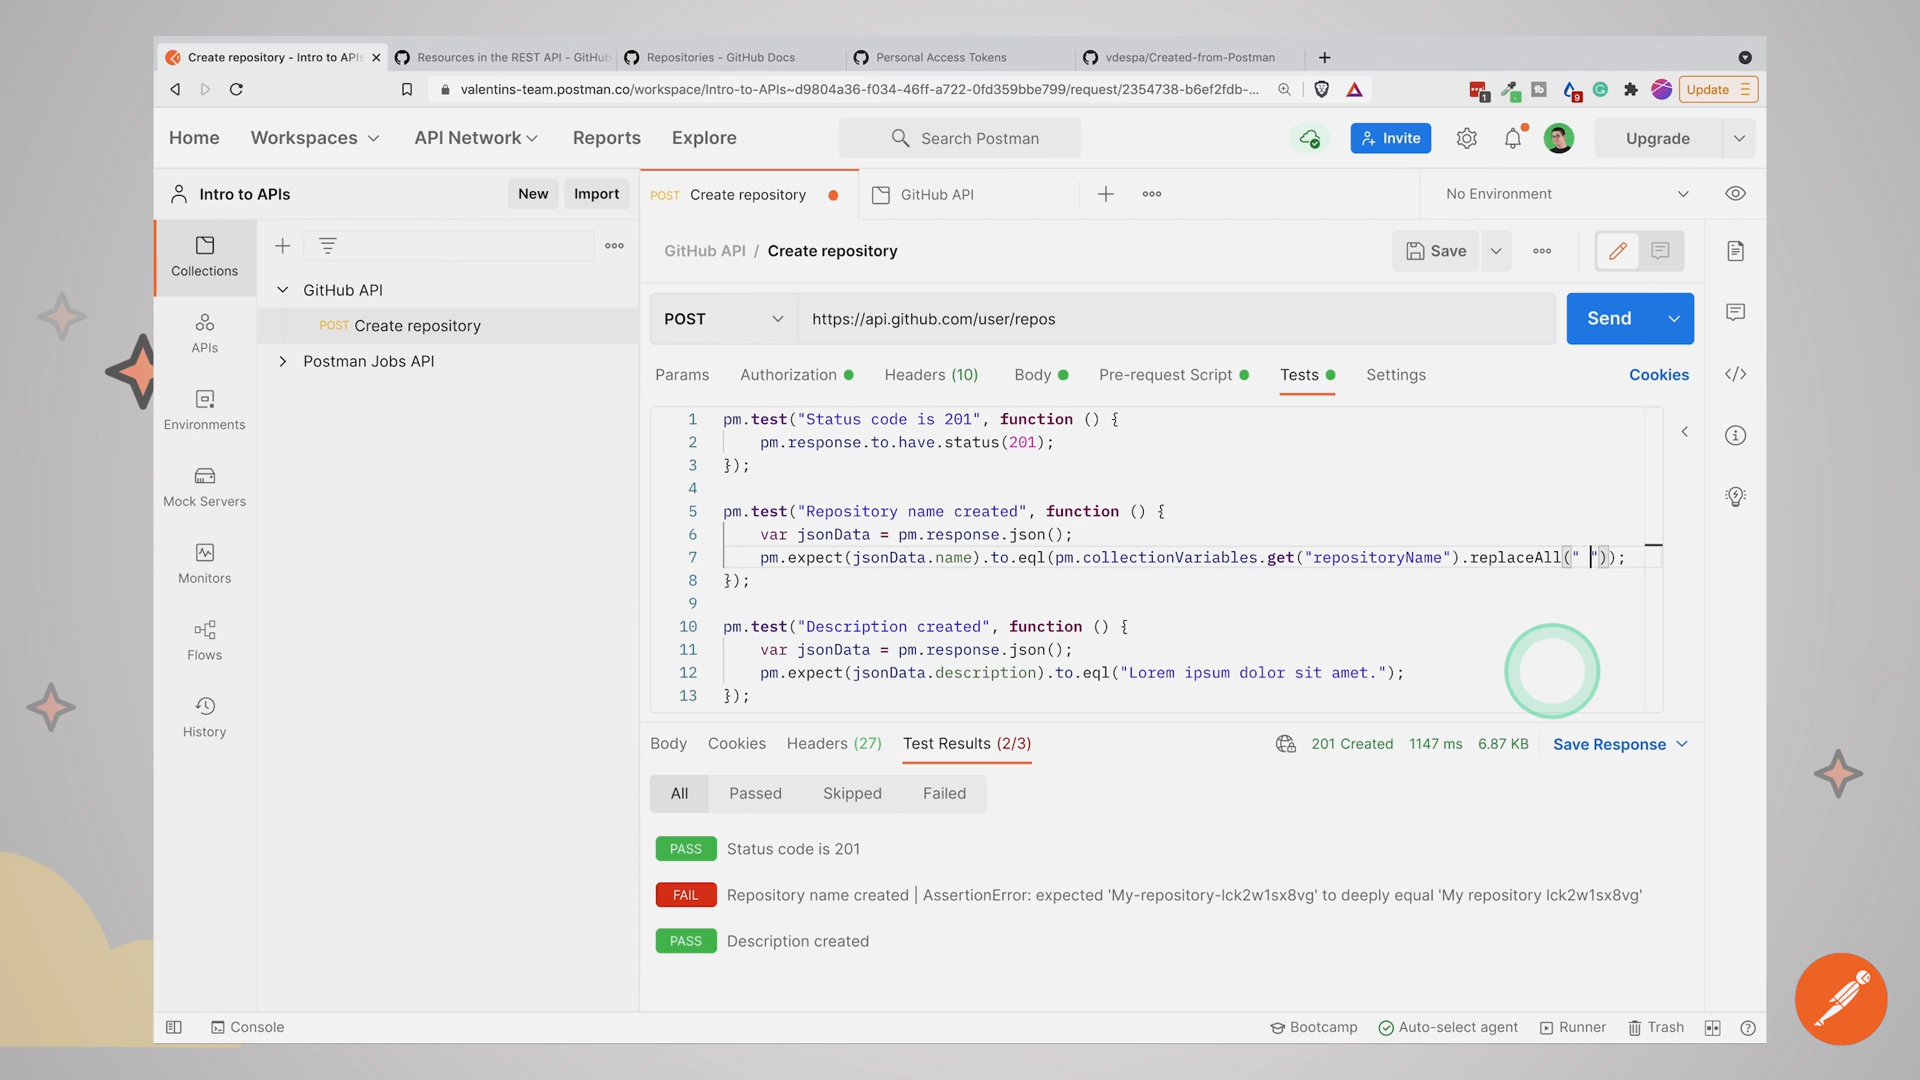 Create repository - Intro to APIs
Resources in the REST API - GitHub
Repositories - GitHub Docs
Personal Access Tokens
vdespa/Created-from-Postman
valentins-team.postman.co/workspace/Intro-to-APIs~d9804a36-f034-46ff-a722-0fd359bbe799/request/2354738-b6ef2fdb-...
1
9
Update
Home
Workspaces
API Network
Reports
Explore
Search Postman
Invite
Upgrade
Intro to APIs
New
Import
POST Create repository
GitHub API
No Environment
Collections
APIs
Environments
Mock Servers
Monitors
Flows
History
GitHub API
POST Create repository
Postman Jobs API
GitHub API / Create repository
Save
POST
https://api.github.com/user/repos
Send
Params
Authorization
Headers (10)
Body
Pre-request Script
Tests
Settings
Cookies
1 pm.test("Status code is 201", function () {
2 pm.response.to.have.status(201);
3 });
4
5 pm.test("Repository name created", function () {
6 var jsonData = pm.response.json();
7 pm.expect(jsonData.name).to.eql(pm.collectionVariables.get("repositoryName").replaceAll(" "));
8 });
9
10 pm.test("Description created", function () {
11 var jsonData = pm.response.json();
12 pm.expect(jsonData.description).to.eql("Lorem ipsum dolor sit amet.");
13 });
Body
Cookies
Headers (27)
Test Results (2/3)
201 Created
1147 ms
6.87 KB
Save Response
All
Passed
Skipped
Failed
PASS Status code is 201
FAIL Repository name created | AssertionError: expected 'My-repository-lck2w1sx8vg' to deeply equal 'My repository lck2w1sx8vg'
PASS Description created
Console
Bootcamp
Auto-select agent
Runner
Trash